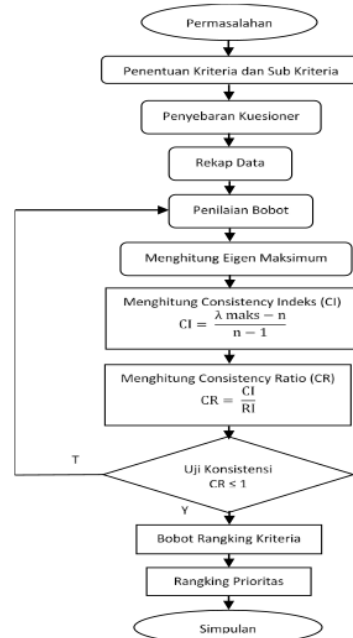 Permasalahan
Penentuan Kriteria dan Sub Kriteria
Penyebaran Kuesioner
Rekap Data
Penilaian Bobot
Menghitung Eigen Maksimum
Menghitung Consistency Indeks (CI)
CI = λ maks − n / n − 1
Menghitung Consistency Ratio (CR)
CR = CI / RI
Uji Konsistensi
CR ≤ 1
T
Y
Bobot Rangking Kriteria
Rangking Prioritas
Simpulan